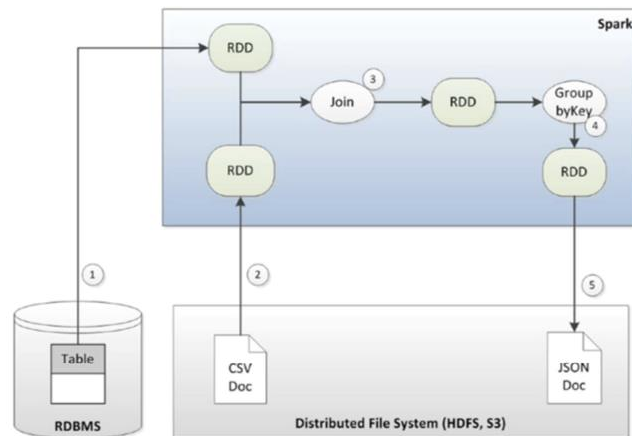 Spark
RDD
3
Join
RDD
Group
byKey
4
RDD
RDD
1
2
5
Table
CSV
Doc
JSON
Doc
RDBMS
Distributed File System (HDFS, S3)